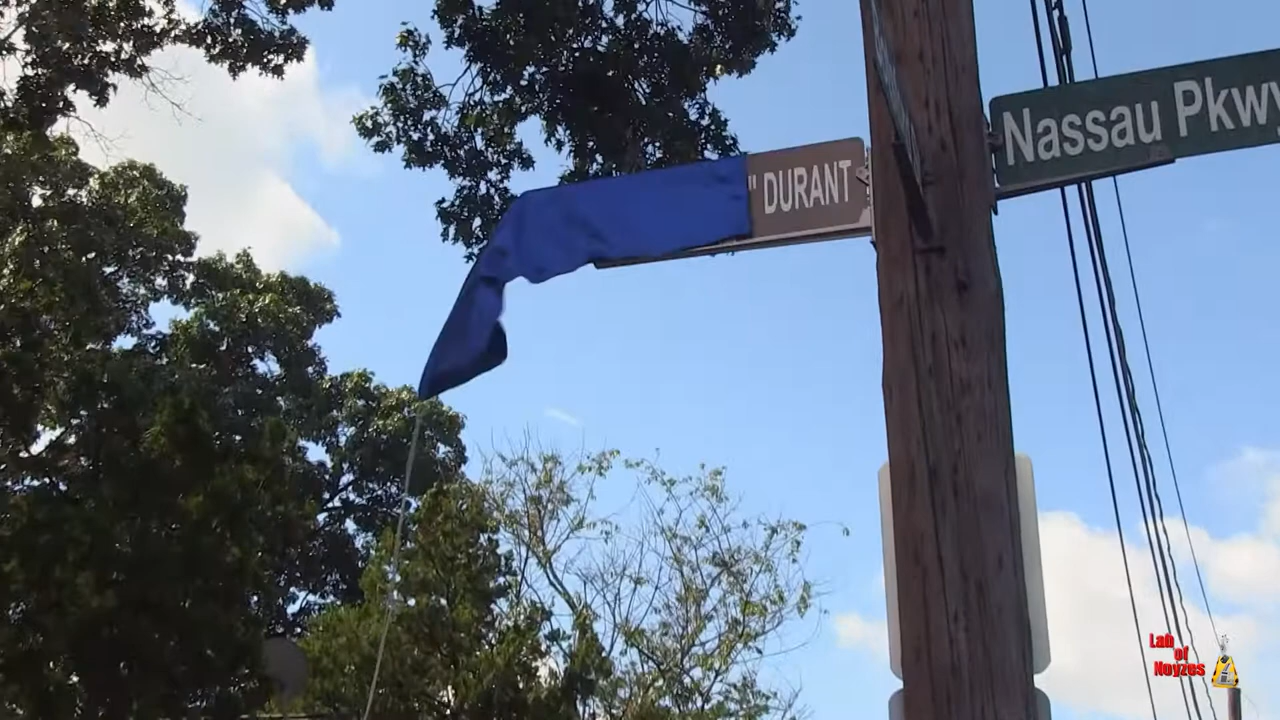 " DURANT
Nassau Pkwy
Lab
of
Noyzes